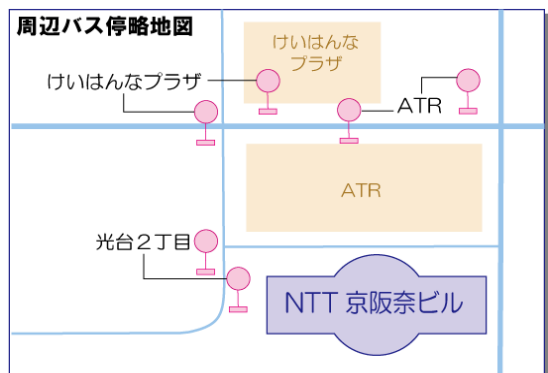 周辺バス停略地図
けいはんな
プラザ
けいはんなプラザ
ATR
ATR
光台2丁目
NTT 京阪奈ビル